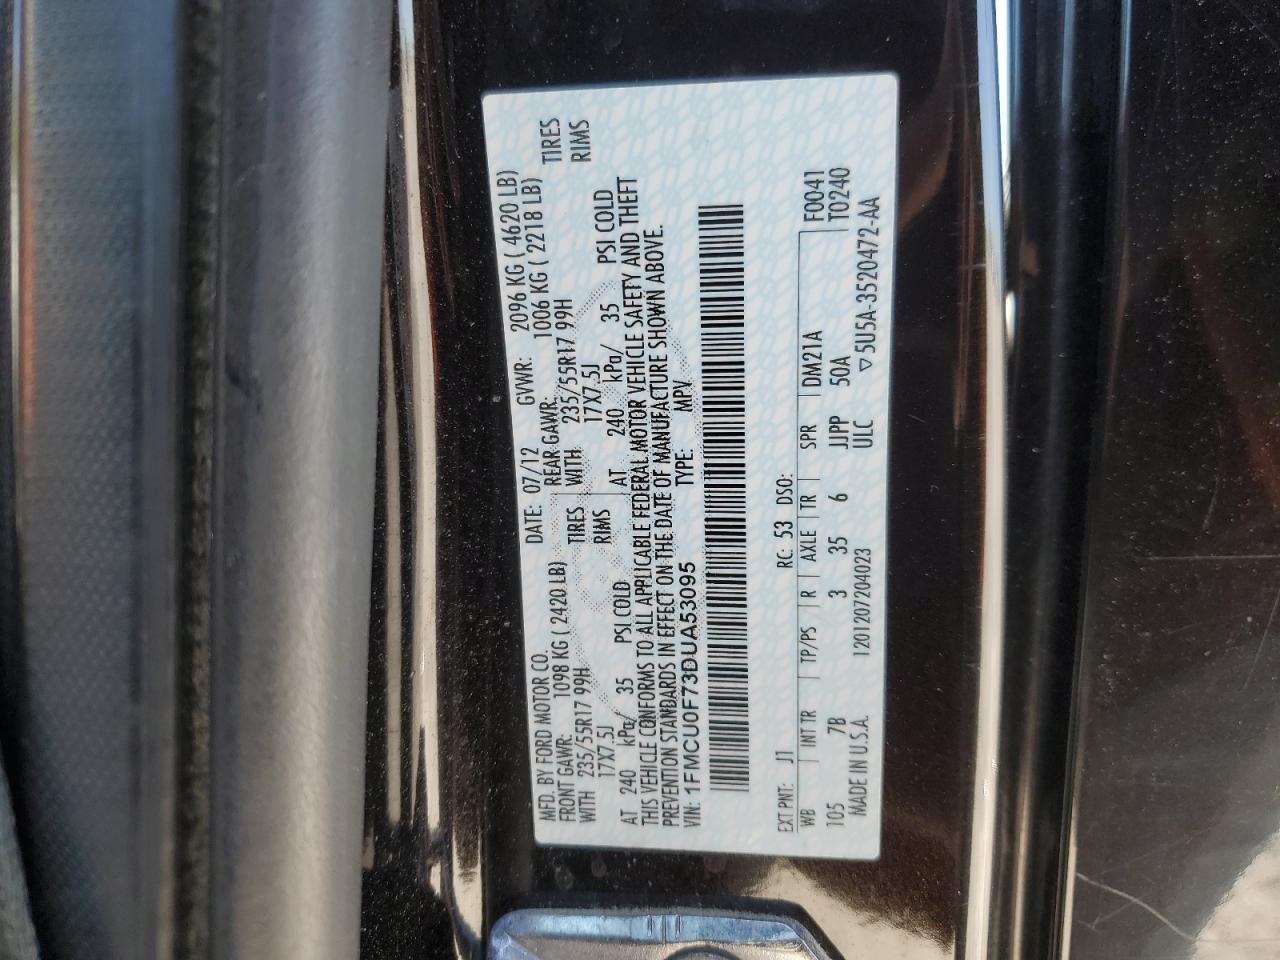 MFD. BY FORD MOTOR CO. DATE: 07/12 GVWR: 2096 KG ( 4620 LB)
FRONT GAWR: 1098 KG ( 2420 LB) REAR GAWR: 1006 KG ( 2218 LB)
WITH 235/55R17 99H TIRES WITH 235/55R17 99H TIRES
17X7.5J RIMS 17X7.5J RIMS
AT 240 kPa/ 35 PSI COLD AT 240 kPa/ 35 PSI COLD
THIS VEHICLE CONFORMS TO ALL APPLICABLE FEDERAL MOTOR VEHICLE SAFETY AND THEFT
PREVENTION STANDARDS IN EFFECT ON THE DATE OF MANUFACTURE SHOWN ABOVE.
VIN: 1FMCU0F73DUA53095 TYPE: MPV
EXT PNT: J1 RC: 53 DSO:
WB INT TR TP/PS R AXLE TR SPR DM21A F0041
105 7B 3 35 6 JJPP 50A T0240
MADE IN U.S.A. 1201207204023 ULC ▽5U5A-3520472-AA